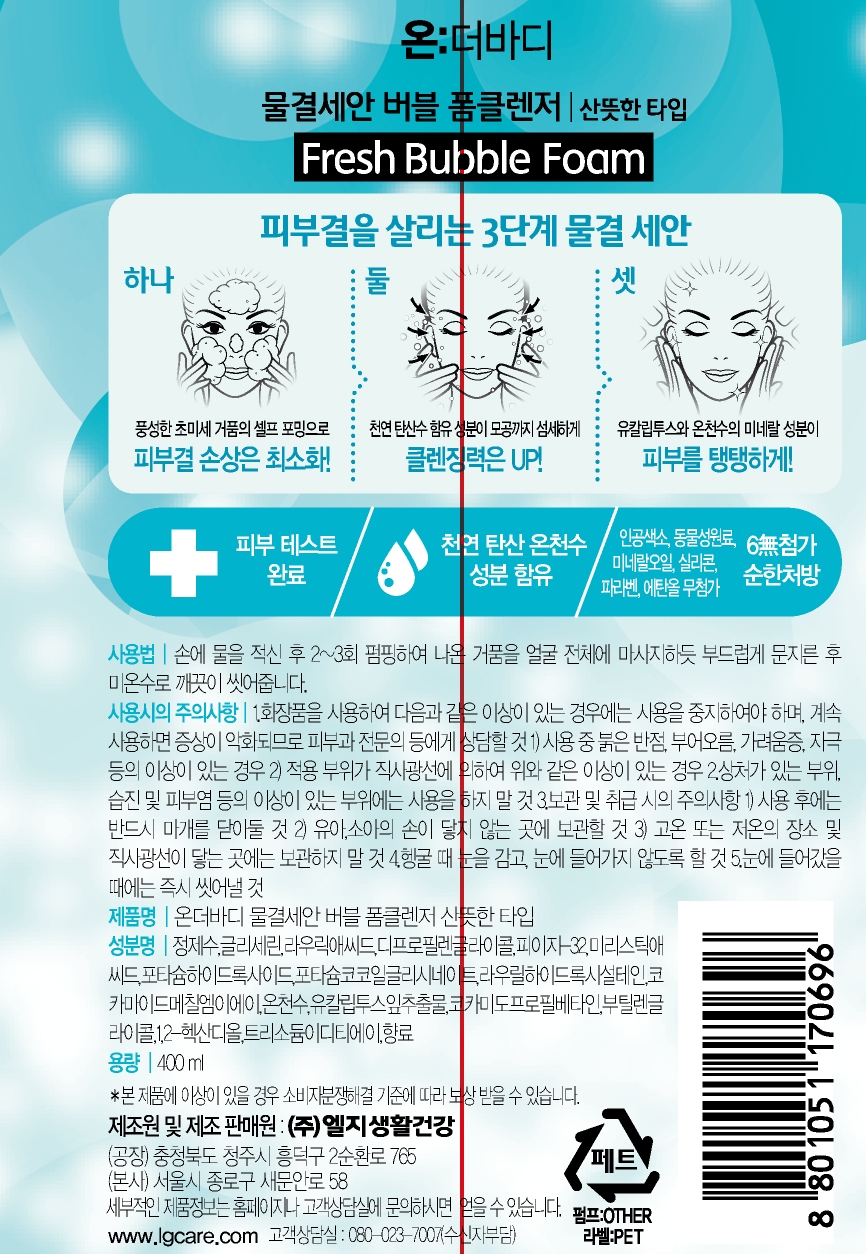 온:더바디
물결세안 버블 폼클렌저 | 산뜻한 타입
Fresh Bubble Foam
피부결을 살리는 3단계 물결 세안
하나
풍성한 초미세 거품의 셀프 포밍으로
피부결 손상은 최소화!
둘
천연 탄산수 함유 성분이 모공까지 섬세하게
클렌징력은 UP!
셋
유칼립투스와 온천수의 미네랄 성분이
피부를 탱탱하게!
피부 테스트
완료
천연 탄산 온천수
성분 함유
인공색소, 동물성원료,
미네랄오일, 실리콘,
파라벤, 에탄올 무첨가
6無첨가
순한처방
사용법 | 손에 물을 적신 후 2~3회 펌핑하여 나온 거품을 얼굴 전체에 마사지하듯 부드럽게 문지른 후
미온수로 깨끗이 씻어줍니다.
사용시의 주의사항 | 1.화장품을 사용하여 다음과 같은 이상이 있는 경우에는 사용을 중지하여야 하며, 계속
사용하면 증상이 악화되므로 피부과 전문의 등에게 상담할 것 1) 사용 중 붉은 반점, 부어오름, 가려움증, 자극
등의 이상이 있는 경우 2) 적용 부위가 직사광선에 의하여 위와 같은 이상이 있는 경우 2.상처가 있는 부위,
습진 및 피부염 등의 이상이 있는 부위에는 사용을 하지 말 것 3.보관 및 취급 시의 주의사항 1) 사용 후에는
반드시 마개를 닫아둘 것 2) 유아,소아의 손이 닿지 않는 곳에 보관할 것 3) 고온 또는 저온의 장소 및
직사광선이 닿는 곳에는 보관하지 말 것 4.헹굴 때 눈을 감고, 눈에 들어가지 않도록 할 것 5.눈에 들어갔을
때에는 즉시 씻어낼 것
제품명 | 온더바디 물결세안 버블 폼클렌저 산뜻한 타입
성분명 | 정제수,글리세린,라우릭애씨드,디프로필렌글라이콜,피이지-32,미리스틱애
씨드,포타슘하이드록사이드,포타슘코코일글리시네이트,라우릴하이드록시설테인,코
카마이드메칠엠이에이,온천수,유칼립투스잎추출물,코카미도프로필베타인,부틸렌글
라이콜,1,2-헥산디올,트리소듐이디티에이,향료
용량 | 400 ml
*본 제품에 이상이 있을 경우 소비자분쟁해결 기준에 따라 보상 받을 수 있습니다.
제조원 및 제조 판매원 : (주)엘지생활건강
(공장) 충청북도 청주시 흥덕구 2순환로 765
(본사) 서울시 종로구 새문안로 58
세부적인 제품정보는 홈페이지나 고객상담실에 문의하시면 얻을 수 있습니다.
www.lgcare.com 고객상담실 : 080-023-7007(수신자부담)
페트
펌프:OTHER
라벨:PET
8 801051 170696